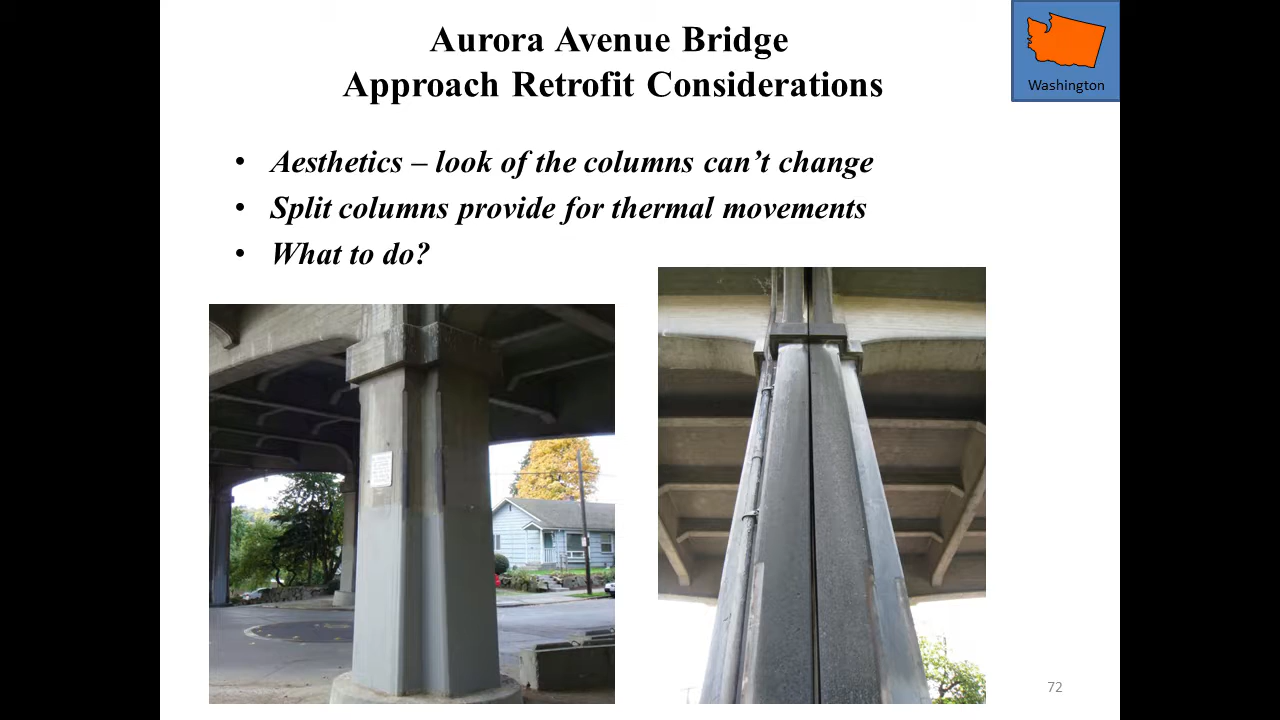 Aurora Avenue Bridge
Approach Retrofit Considerations
Washington
• Aesthetics – look of the columns can’t change
• Split columns provide for thermal movements
• What to do?
72